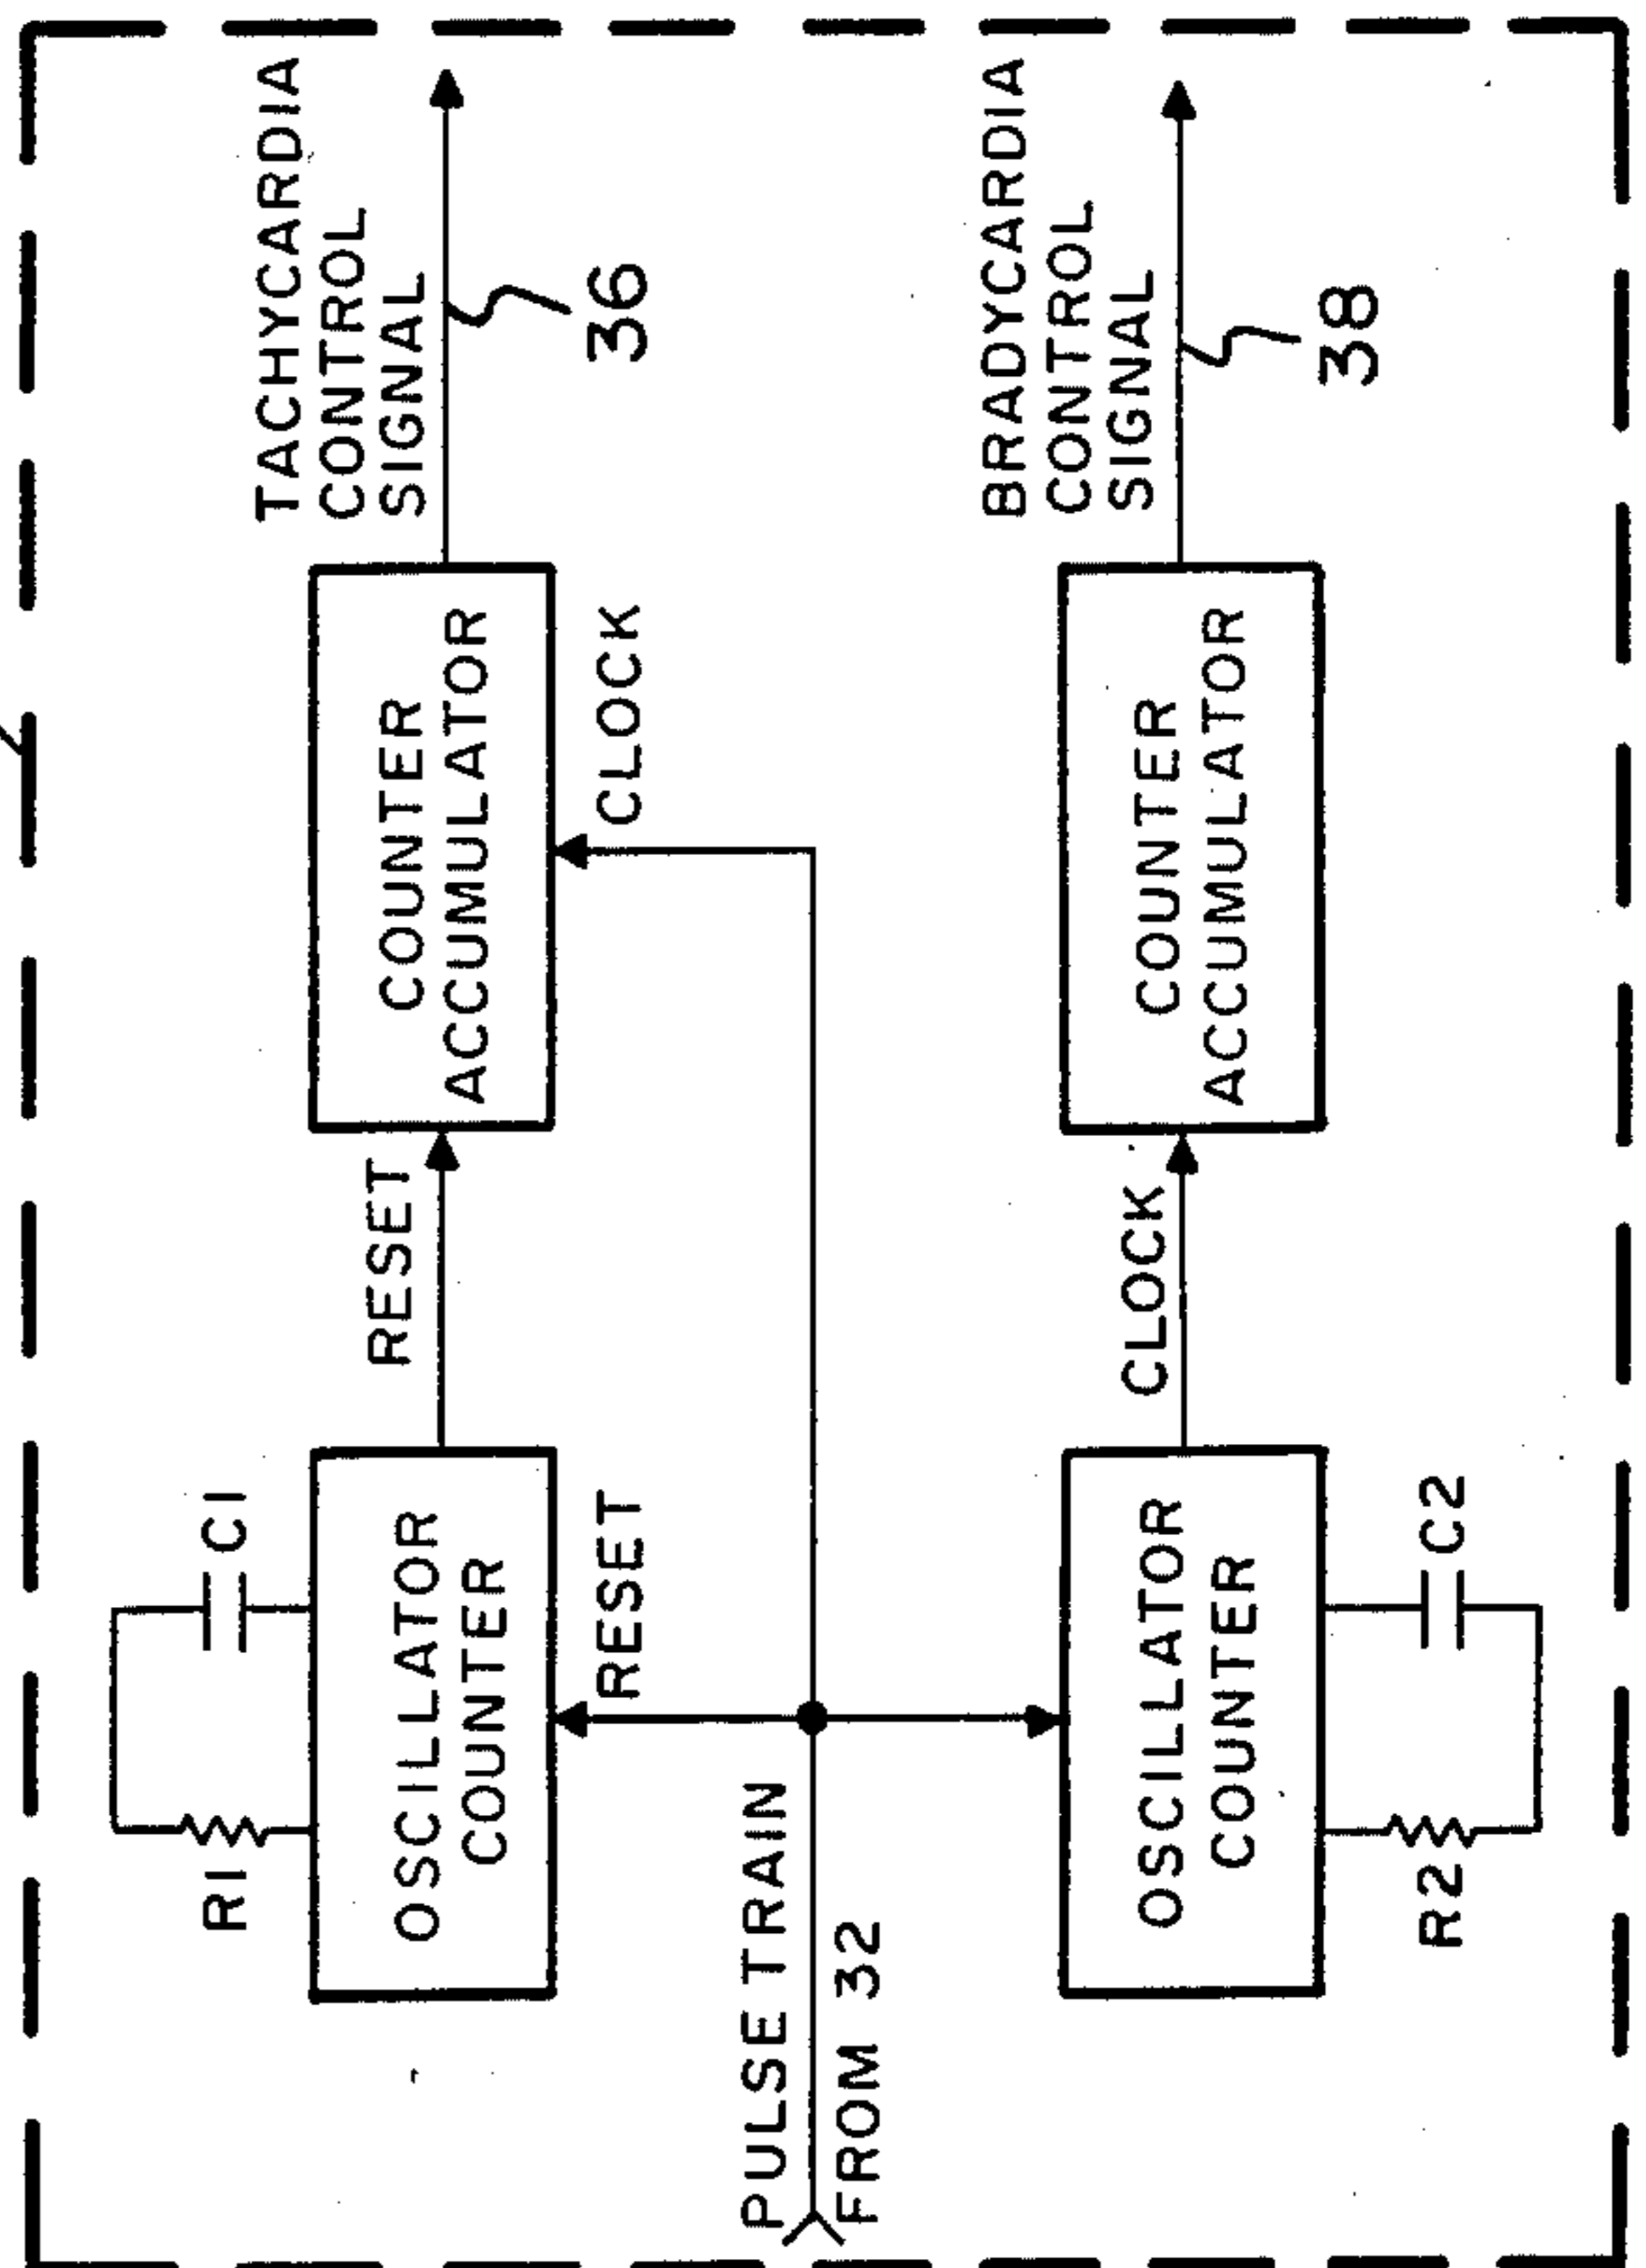 R1
C1
OSCILLATOR
COUNTER
RESET
COUNTER
ACCUMULATOR
TACHYCARDIA
CONTROL
SIGNAL
36
RESET
CLOCK
PULSE TRAIN
FROM 32
OSCILLATOR
COUNTER
CLOCK
COUNTER
ACCUMULATOR
BRADYCARDIA
CONTROL
SIGNAL
38
R2
C2